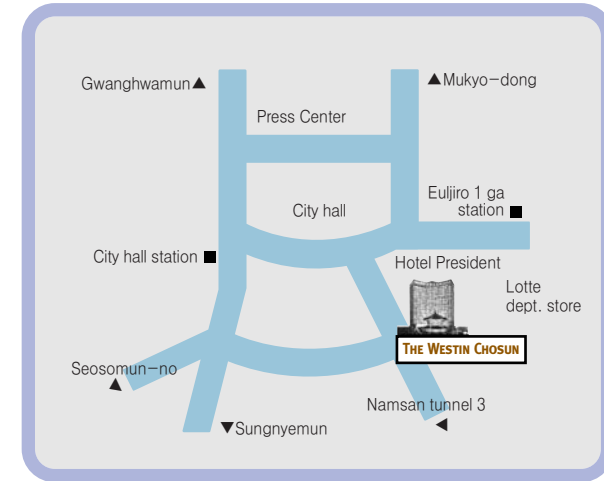 Gwanghwamun▲
▲Mukyo-dong
Press Center
Euljiro 1 ga
station ■
City hall
City hall station ■
Hotel President
Lotte
dept. store
THE WESTIN CHOSUN
Seosomun-no
▲
Namsan tunnel 3
◀
▼Sungnyemun